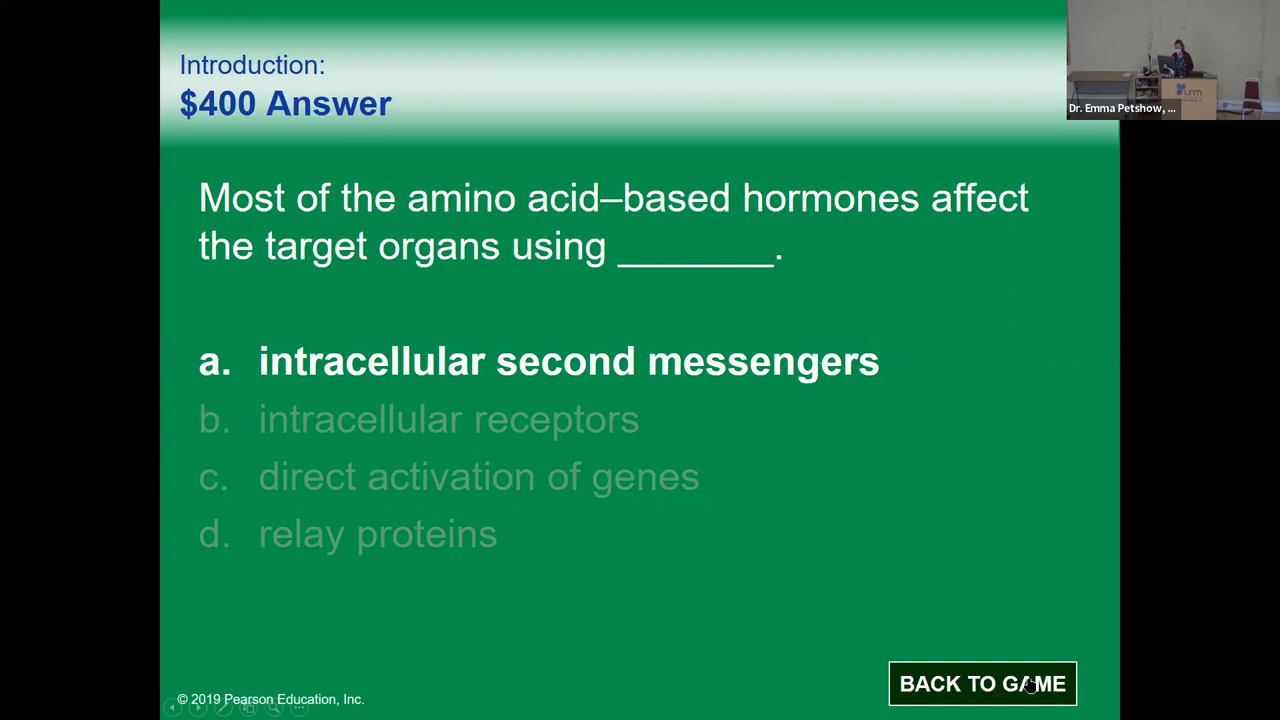 Introduction:
$400 Answer
Dr. Emma Petshow, ...
Most of the amino acid–based hormones affect
the target organs using _______.
a. intracellular second messengers
b. intracellular receptors
c. direct activation of genes
d. relay proteins
BACK TO GAME
© 2019 Pearson Education, Inc.